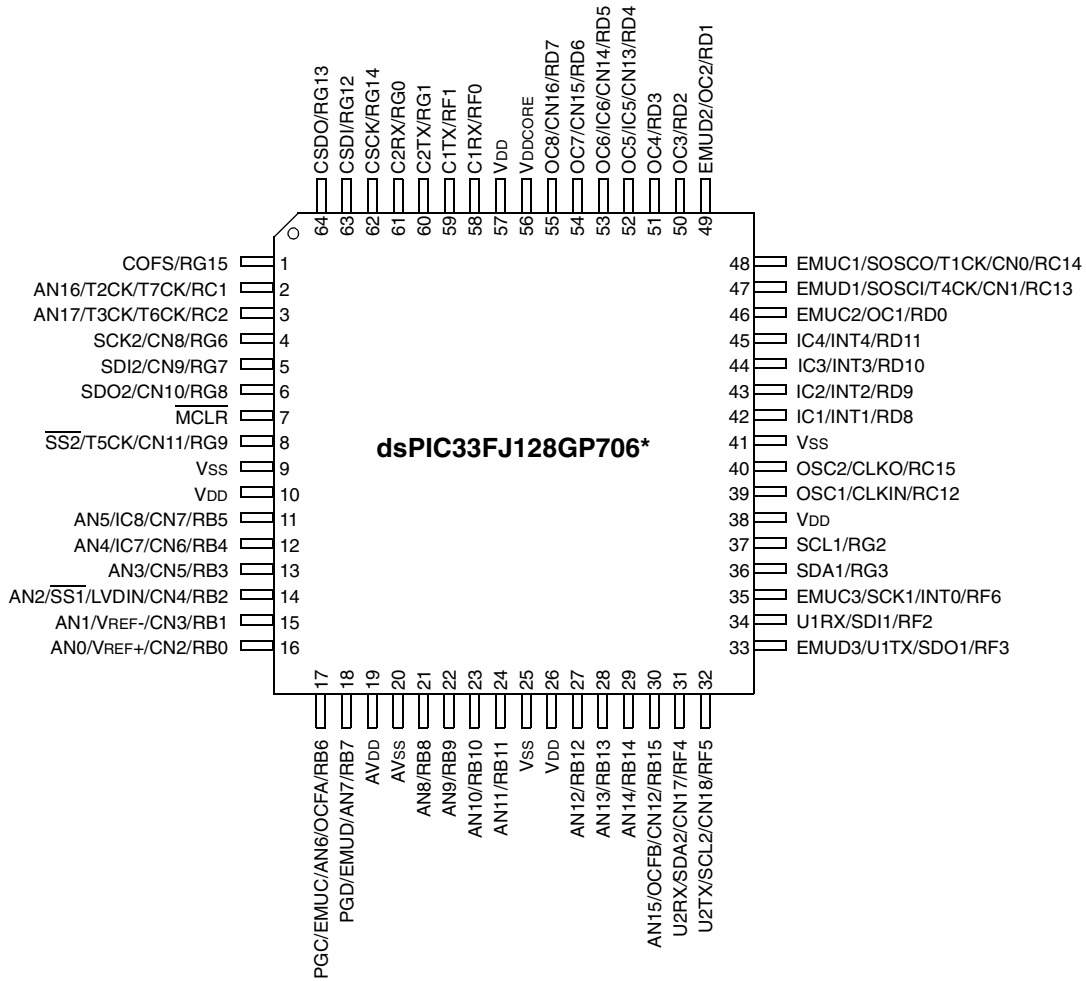 CSDO/RG13
CSDI/RG12
CSCK/RG14
C2RX/RG0
C2TX/RG1
C1TX/RF1
C1RX/RF0
VDD
VDDCORE
OC8/CN16/RD7
OC7/CN15/RD6
OC6/IC6/CN14/RD5
OC5/IC5/CN13/RD4
OC4/RD3
OC3/RD2
EMUD2/OC2/RD1
64
63
62
61
60
59
58
57
56
55
54
53
52
51
50
49
COFS/RG15 1
AN16/T2CK/T7CK/RC1 2
AN17/T3CK/T6CK/RC2 3
SCK2/CN8/RG6 4
SDI2/CN9/RG7 5
SDO2/CN10/RG8 6
MCLR 7
SS2/T5CK/CN11/RG9 8
VSS 9
VDD 10
AN5/IC8/CN7/RB5 11
AN4/IC7/CN6/RB4 12
AN3/CN5/RB3 13
AN2/SS1/LVDIN/CN4/RB2 14
AN1/VREF-/CN3/RB1 15
AN0/VREF+/CN2/RB0 16
dsPIC33FJ128GP706*
48 EMUC1/SOSCO/T1CK/CN0/RC14
47 EMUD1/SOSCI/T4CK/CN1/RC13
46 EMUC2/OC1/RD0
45 IC4/INT4/RD11
44 IC3/INT3/RD10
43 IC2/INT2/RD9
42 IC1/INT1/RD8
41 VSS
40 OSC2/CLKO/RC15
39 OSC1/CLKIN/RC12
38 VDD
37 SCL1/RG2
36 SDA1/RG3
35 EMUC3/SCK1/INT0/RF6
34 U1RX/SDI1/RF2
33 EMUD3/U1TX/SDO1/RF3
17
18
19
20
21
22
23
24
25
26
27
28
29
30
31
32
PGC/EMUC/AN6/OCFA/RB6
PGD/EMUD/AN7/RB7
AVDD
AVSS
AN8/RB8
AN9/RB9
AN10/RB10
AN11/RB11
VSS
VDD
AN12/RB12
AN13/RB13
AN14/RB14
AN15/OCFB/CN12/RB15
U2RX/SDA2/CN17/RF4
U2TX/SCL2/CN18/RF5